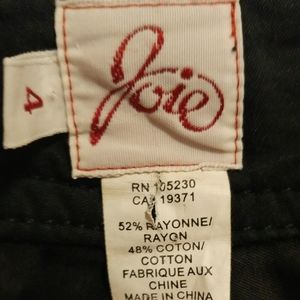 Joie
4
RN 105230
CA 19371
52% RAYONNE/
RAYON
48% COTON/
COTTON
FABRIQUE AUX
CHINE
MADE IN CHINA